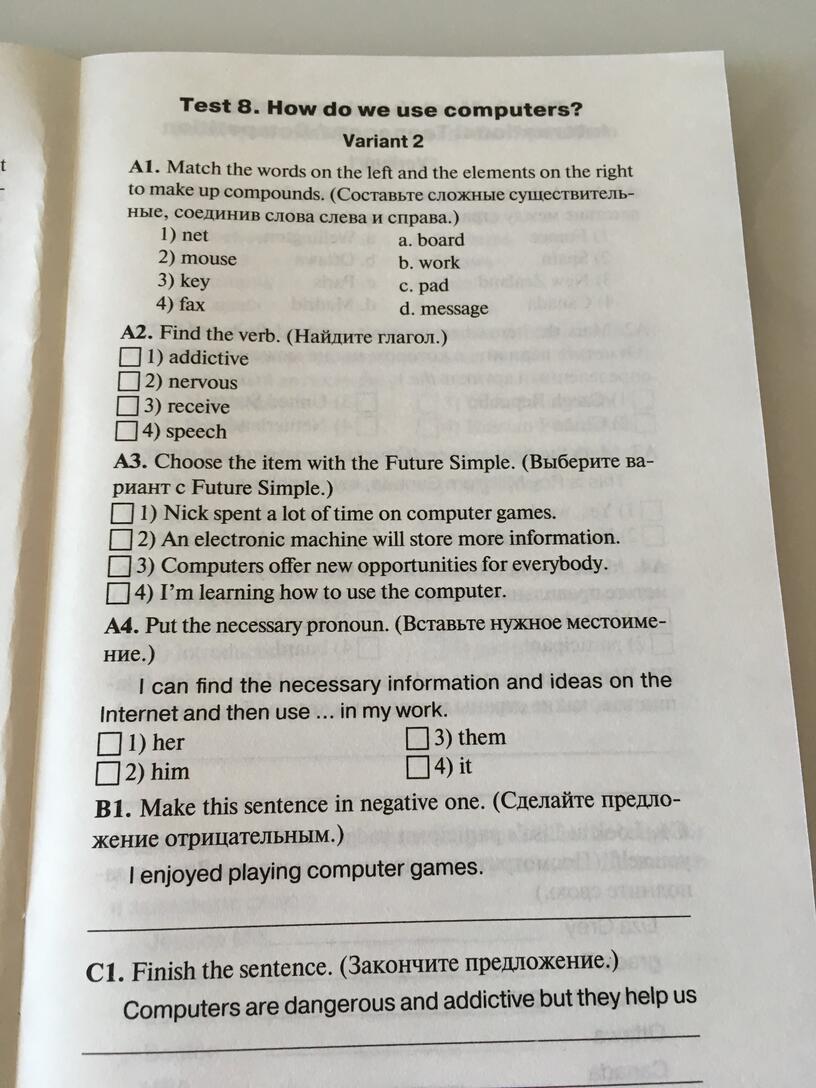 Test 8. How do we use computers?
Variant 2
A1. Match the words on the left and the elements on the right
to make up compounds. (Составьте сложные существитель-
ные, соединив слова слева и справа.)
1) net a. board
2) mouse b. work
3) key c. pad
4) fax d. message
A2. Find the verb. (Найдите глагол.)
1) addictive
2) nervous
3) receive
4) speech
A3. Choose the item with the Future Simple. (Выберите ва-
риант с Future Simple.)
1) Nick spent a lot of time on computer games.
2) An electronic machine will store more information.
3) Computers offer new opportunities for everybody.
4) I'm learning how to use the computer.
A4. Put the necessary pronoun. (Вставьте нужное местоиме-
ние.)
I can find the necessary information and ideas on the
Internet and then use ... in my work.
1) her 3) them
2) him 4) it
B1. Make this sentence in negative one. (Сделайте предло-
жение отрицательным.)
I enjoyed playing computer games.
C1. Finish the sentence. (Закончите предложение.)
Computers are dangerous and addictive but they help us